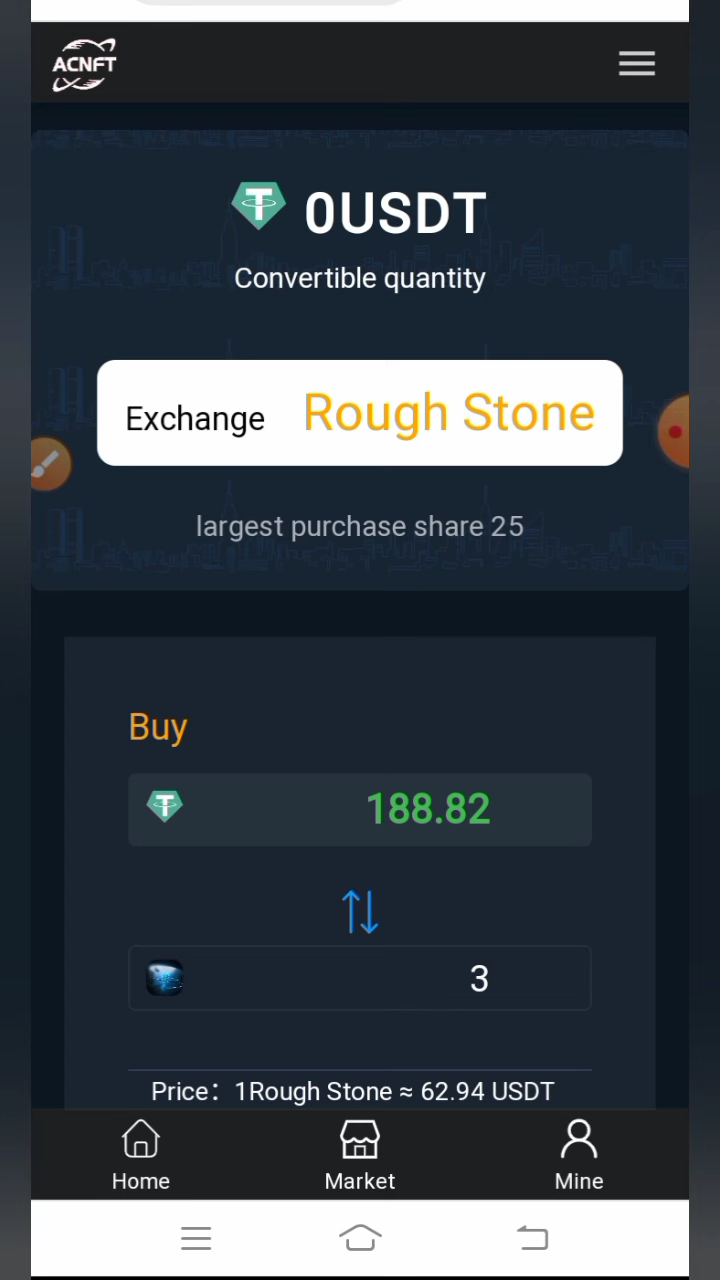 ACNFT
0USDT
Convertible quantity
Exchange Rough Stone
largest purchase share 25
Buy
188.82
3
Price：1Rough Stone ≈ 62.94 USDT
Home Market Mine